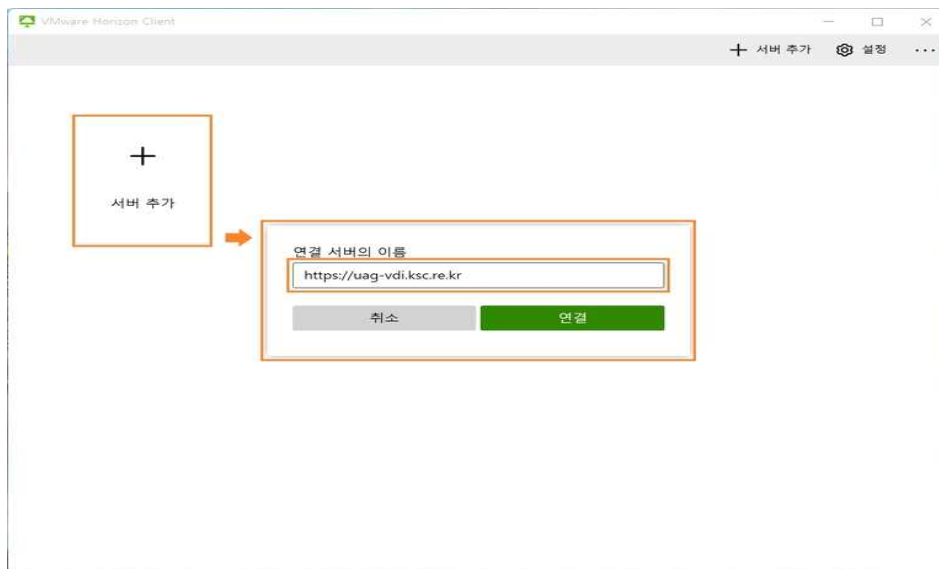 VMware Horizon Client
서버 추가 설정 ...
서버 추가
연결 서버의 이름
https://uag-vdi.ksc.re.kr
취소 연결